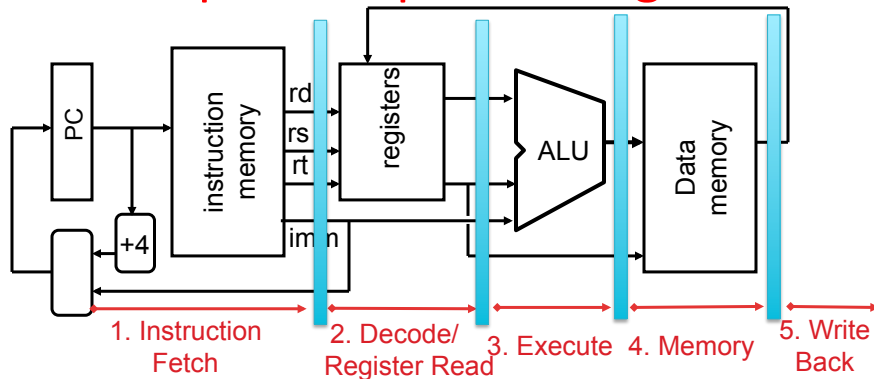 PC
instruction
memory
rd
rs
rt
imm
registers
ALU
Data
memory
+4
1. Instruction
Fetch
2. Decode/
Register Read
3. Execute
4. Memory
5. Write
Back